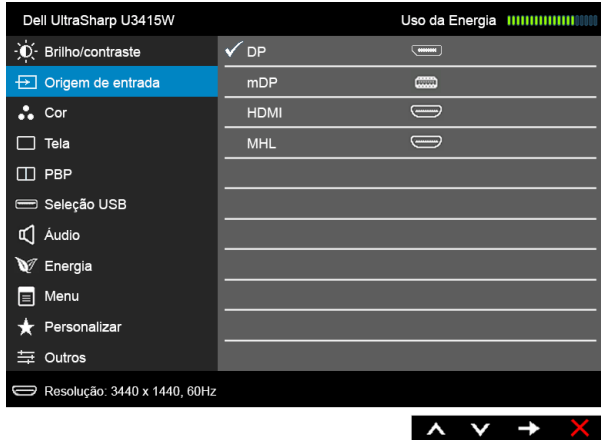 Dell UltraSharp U3415W Uso da Energia
Brilho/contraste DP
Origem de entrada mDP
Cor HDMI
Tela MHL
PBP
Seleção USB
Áudio
Energia
Menu
Personalizar
Outros
Resolução: 3440 x 1440, 60Hz